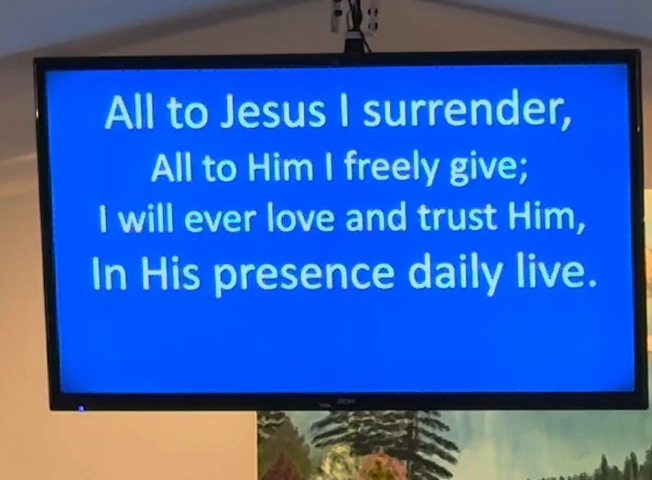 All to Jesus I surrender,
All to Him I freely give;
I will ever love and trust Him,
In His presence daily live.